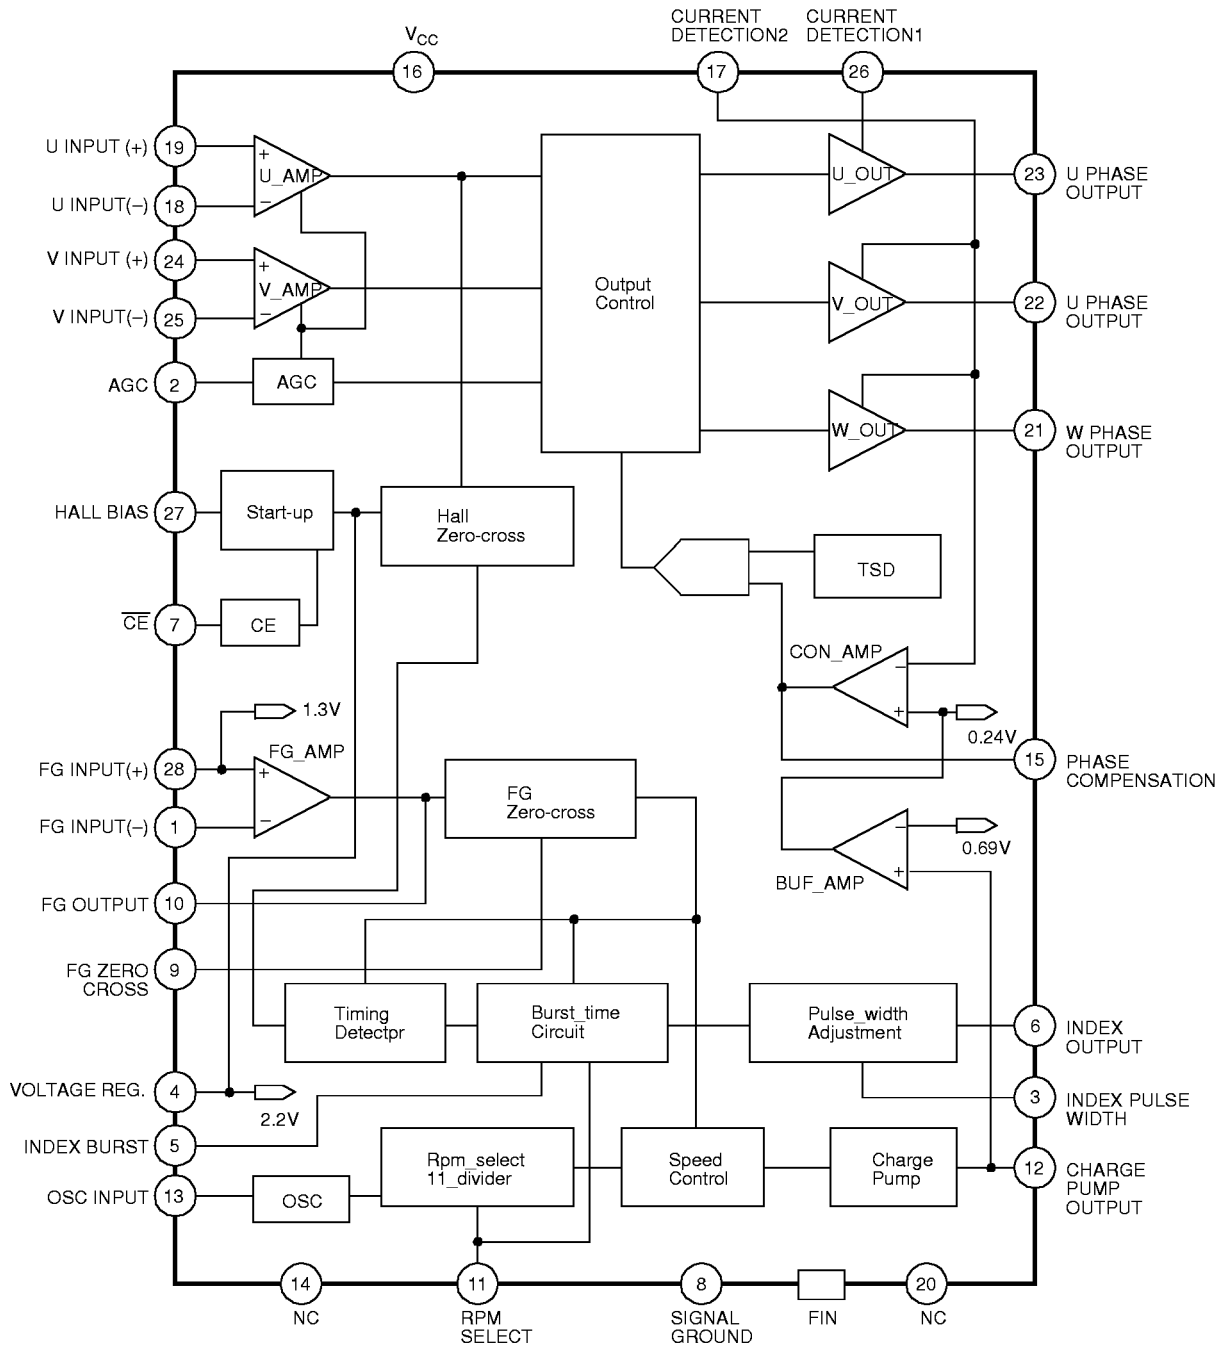 CURRENT
DETECTION2
CURRENT
DETECTION1
VCC
16
17
26
U INPUT (+)
19
+
U_AMP
−
U INPUT(−)
18
V INPUT (+)
24
+
V_AMP
−
V INPUT(−)
25
AGC
2
AGC
Output
Control
U_OUT
23
U PHASE
OUTPUT
V_OUT
22
U PHASE
OUTPUT
W_OUT
21
W PHASE
OUTPUT
HALL BIAS
27
Start-up
Hall
Zero-cross
CE
7
CE
TSD
CON_AMP
−
+
0.24V
15
PHASE
COMPENSATION
1.3V
FG_AMP
FG INPUT(+)
28
+
FG INPUT(−)
1
−
FG
Zero-cross
−
0.69V
+
BUF_AMP
FG OUTPUT
10
FG ZERO
CROSS
9
Timing
Detectpr
Burst_time
Circuit
Pulse_width
Adjustment
6
INDEX
OUTPUT
VOLTAGE REG.
4
2.2V
3
INDEX PULSE
WIDTH
INDEX BURST
5
Rpm_select
11_divider
Speed
Control
Charge
Pump
12
CHARGE
PUMP
OUTPUT
OSC INPUT
13
OSC
14
NC
11
RPM
SELECT
8
SIGNAL
GROUND
FIN
20
NC